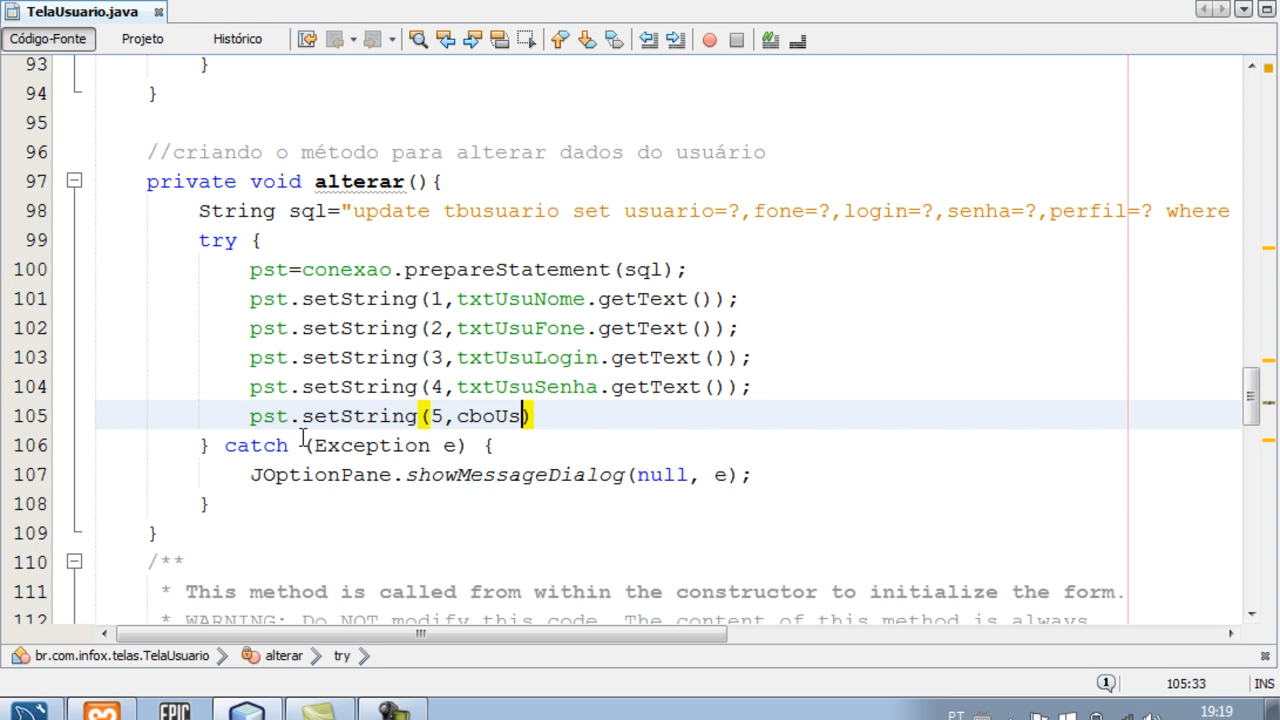 TelaUsuario.java
Código-Fonte Projeto Histórico
93 }
94 }
95
96 //criando o método para alterar dados do usuário
97 private void alterar(){
98 String sql="update tbusuario set usuario=?,fone=?,login=?,senha=?,perfil=? where
99 try {
100 pst=conexao.prepareStatement(sql);
101 pst.setString(1,txtUsuNome.getText());
102 pst.setString(2,txtUsuFone.getText());
103 pst.setString(3,txtUsuLogin.getText());
104 pst.setString(4,txtUsuSenha.getText());
105 pst.setString(5,cboUs)
106 } catch (Exception e) {
107 JOptionPane.showMessageDialog(null, e);
108 }
109 }
110 /**
111 * This method is called from within the constructor to initialize the form.
112 * WARNING: Do NOT modify this code. The content of this method is always
br.com.infox.telas.TelaUsuario alterar try
1 105:33 INS
EPIC PT 19:19